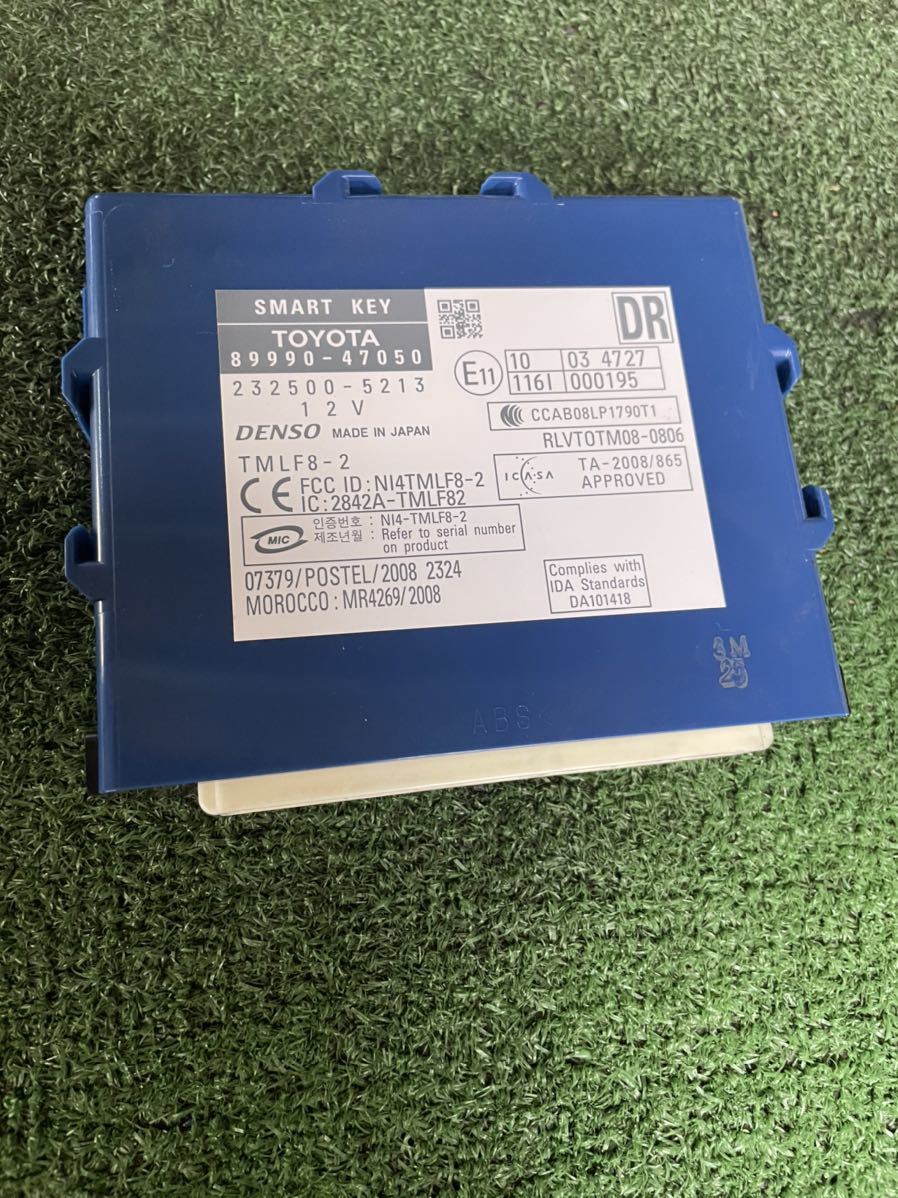 SMART KEY
TOYOTA
89990-47050
232500-5213
12V
DENSO MADE IN JAPAN
TMLF8-2
CE FCC ID : NI4TMLF8-2
IC : 2842A-TMLF82
MIC 인증번호 : NI4-TMLF8-2
제조년월 : Refer to serial number
on product
07379/POSTEL/2008 2324
MOROCCO : MR4269/2008
DR
E11 10 03 4727
116I 000195
CCAB08LP1790T1
RLVTOTM08-0806
ICASA TA-2008/865
APPROVED
Complies with
IDA Standards
DA101418
25
ABS